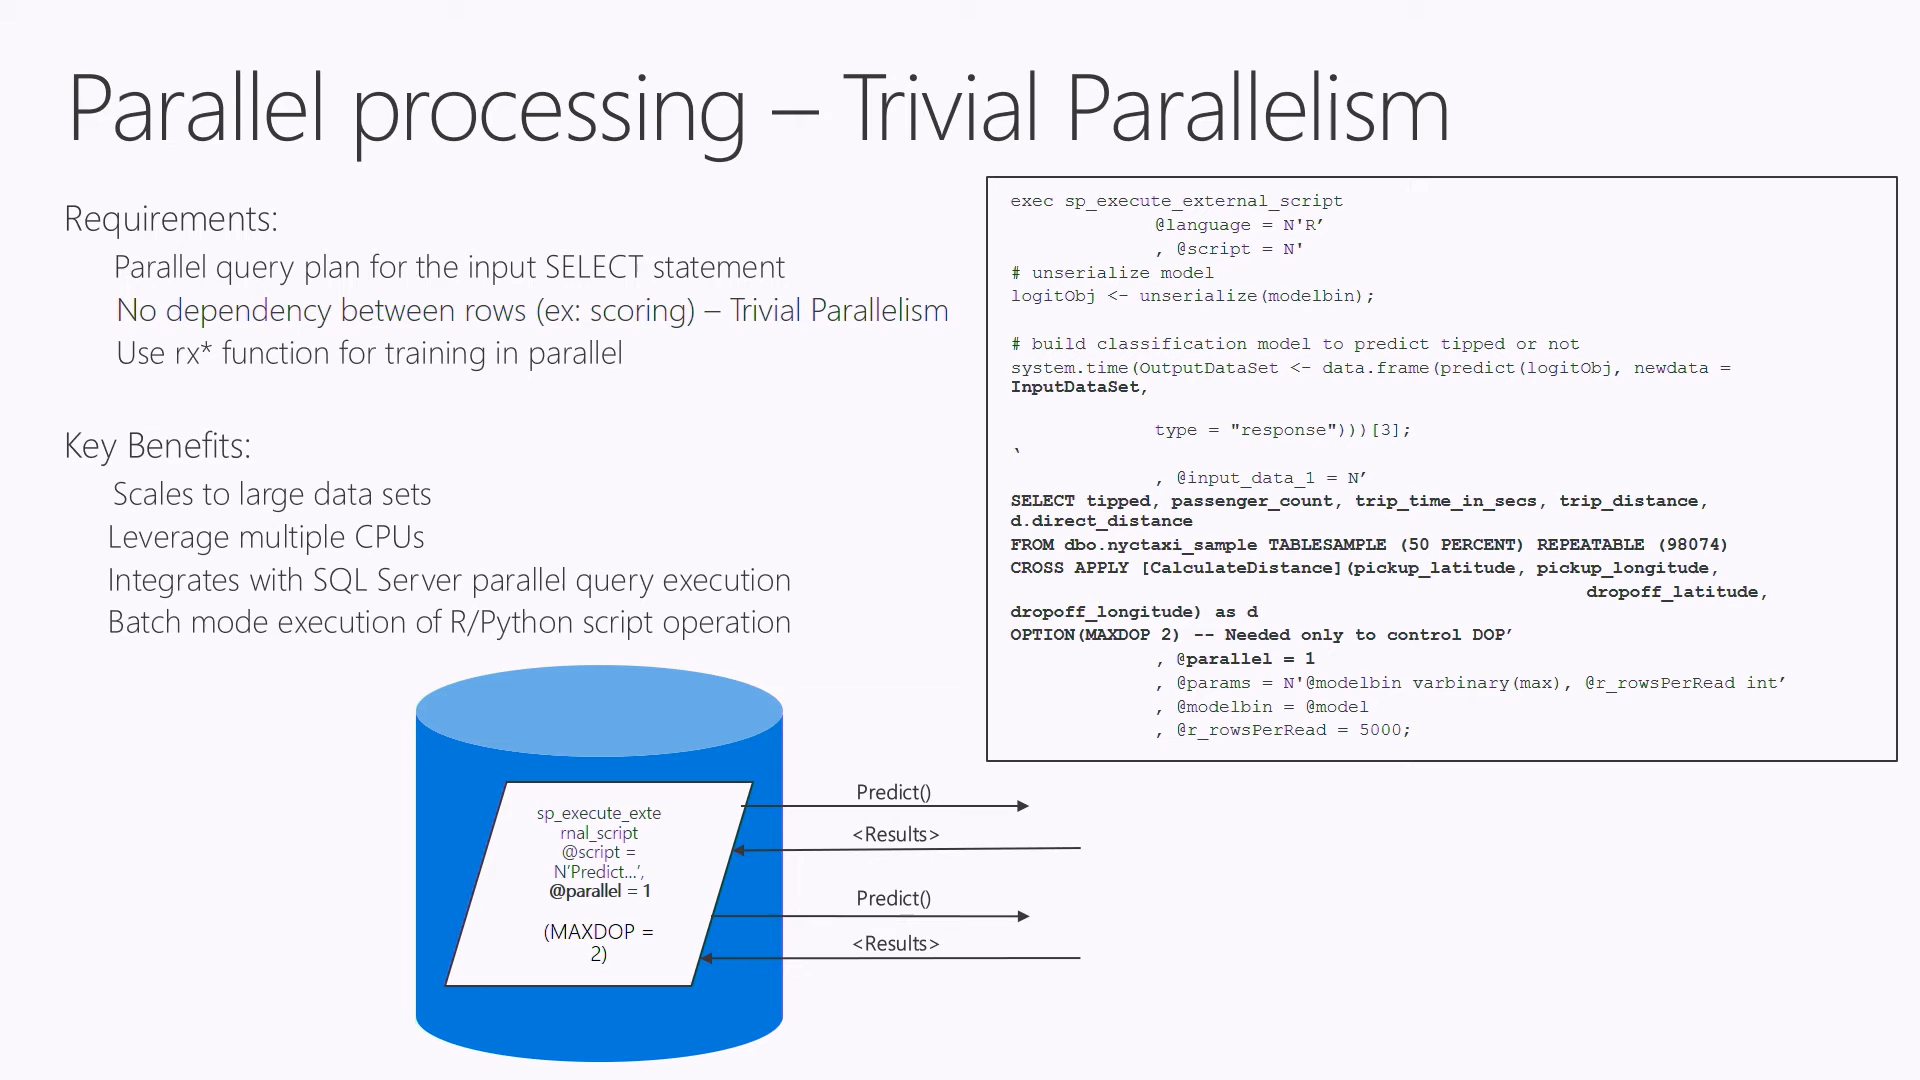 Parallel processing – Trivial Parallelism
Requirements:
Parallel query plan for the input SELECT statement
No dependency between rows (ex: scoring) – Trivial Parallelism
Use rx* function for training in parallel
Key Benefits:
Scales to large data sets
Leverage multiple CPUs
Integrates with SQL Server parallel query execution
Batch mode execution of R/Python script operation
exec sp_execute_external_script
@language = N'R’
, @script = N'
# unserialize model
logitObj <- unserialize(modelbin);
# build classification model to predict tipped or not
system.time(OutputDataSet <- data.frame(predict(logitObj, newdata =
InputDataSet,
type = "response")))[3];
‘
, @input_data_1 = N’
SELECT tipped, passenger_count, trip_time_in_secs, trip_distance,
d.direct_distance
FROM dbo.nyctaxi_sample TABLESAMPLE (50 PERCENT) REPEATABLE (98074)
CROSS APPLY [CalculateDistance](pickup_latitude, pickup_longitude,
dropoff_latitude,
dropoff_longitude) as d
OPTION(MAXDOP 2) -- Needed only to control DOP’
, @parallel = 1
, @params = N'@modelbin varbinary(max), @r_rowsPerRead int’
, @modelbin = @model
, @r_rowsPerRead = 5000;
sp_execute_exte
rnal_script
@script =
N’Predict…’,
@parallel = 1
(MAXDOP =
2)
Predict()
<Results>
Predict()
<Results>